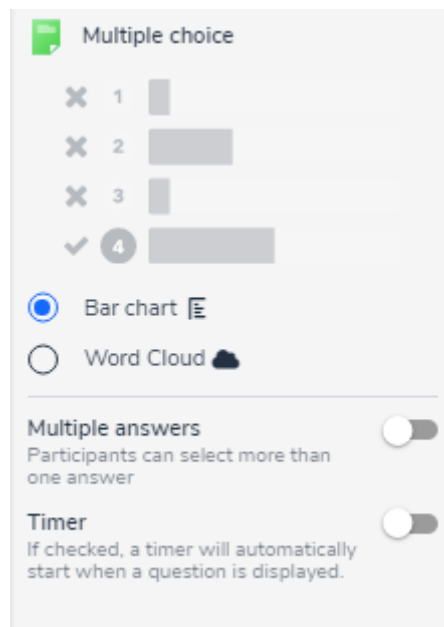 Multiple choice
1
2
3
4
Bar chart
Word Cloud
Multiple answers
Participants can select more than
one answer
Timer
If checked, a timer will automatically
start when a question is displayed.